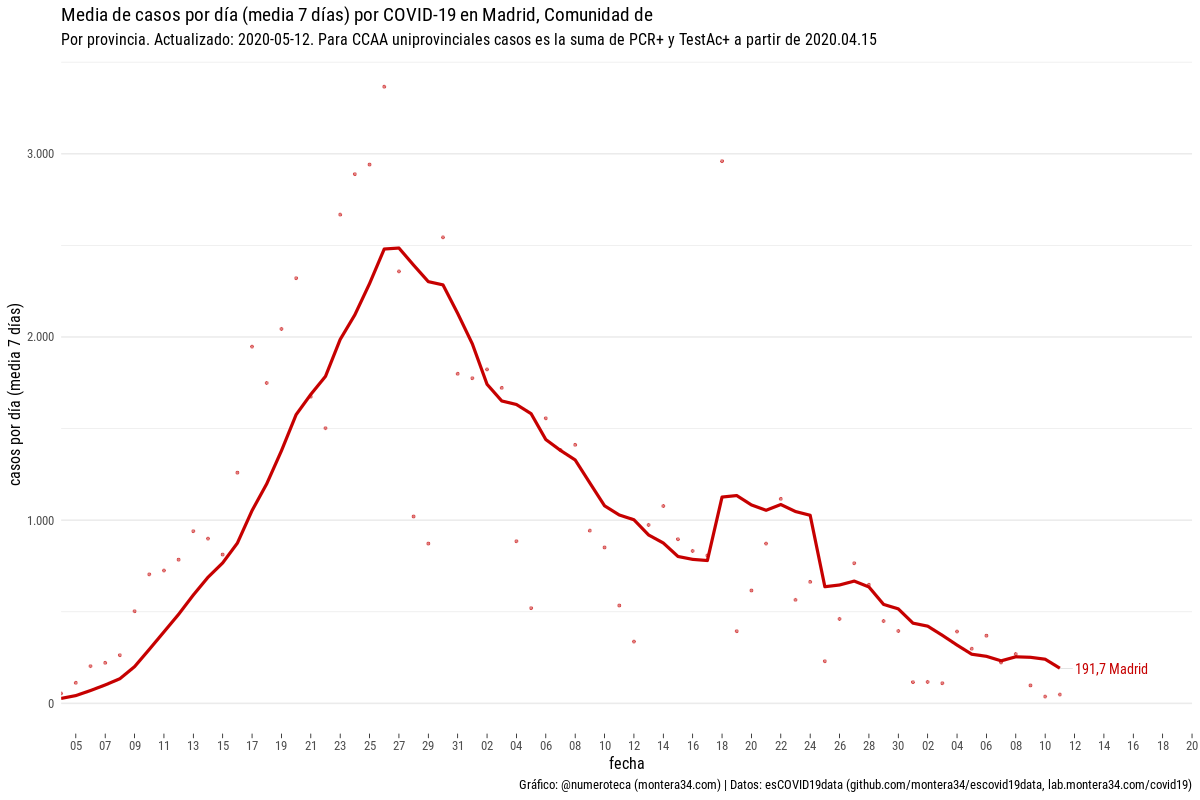 Media de casos por día (media 7 días) por COVID-19 en Madrid, Comunidad de
Por provincia. Actualizado: 2020-05-12. Para CCAA uniprovinciales casos es la suma de PCR+ y TestAc+ a partir de 2020.04.15
casos por día (media 7 días)
3.000
2.000
1.000
0
191,7 Madrid
05 07 09 11 13 15 17 19 21 23 25 27 29 31 02 04 06 08 10 12 14 16 18 20 22 24 26 28 30 02 04 06 08 10 12 14 16 18 20
fecha
Gráfico: @numeroteca (montera34.com) | Datos: esCOVID19data (github.com/montera34/escovid19data, lab.montera34.com/covid19)